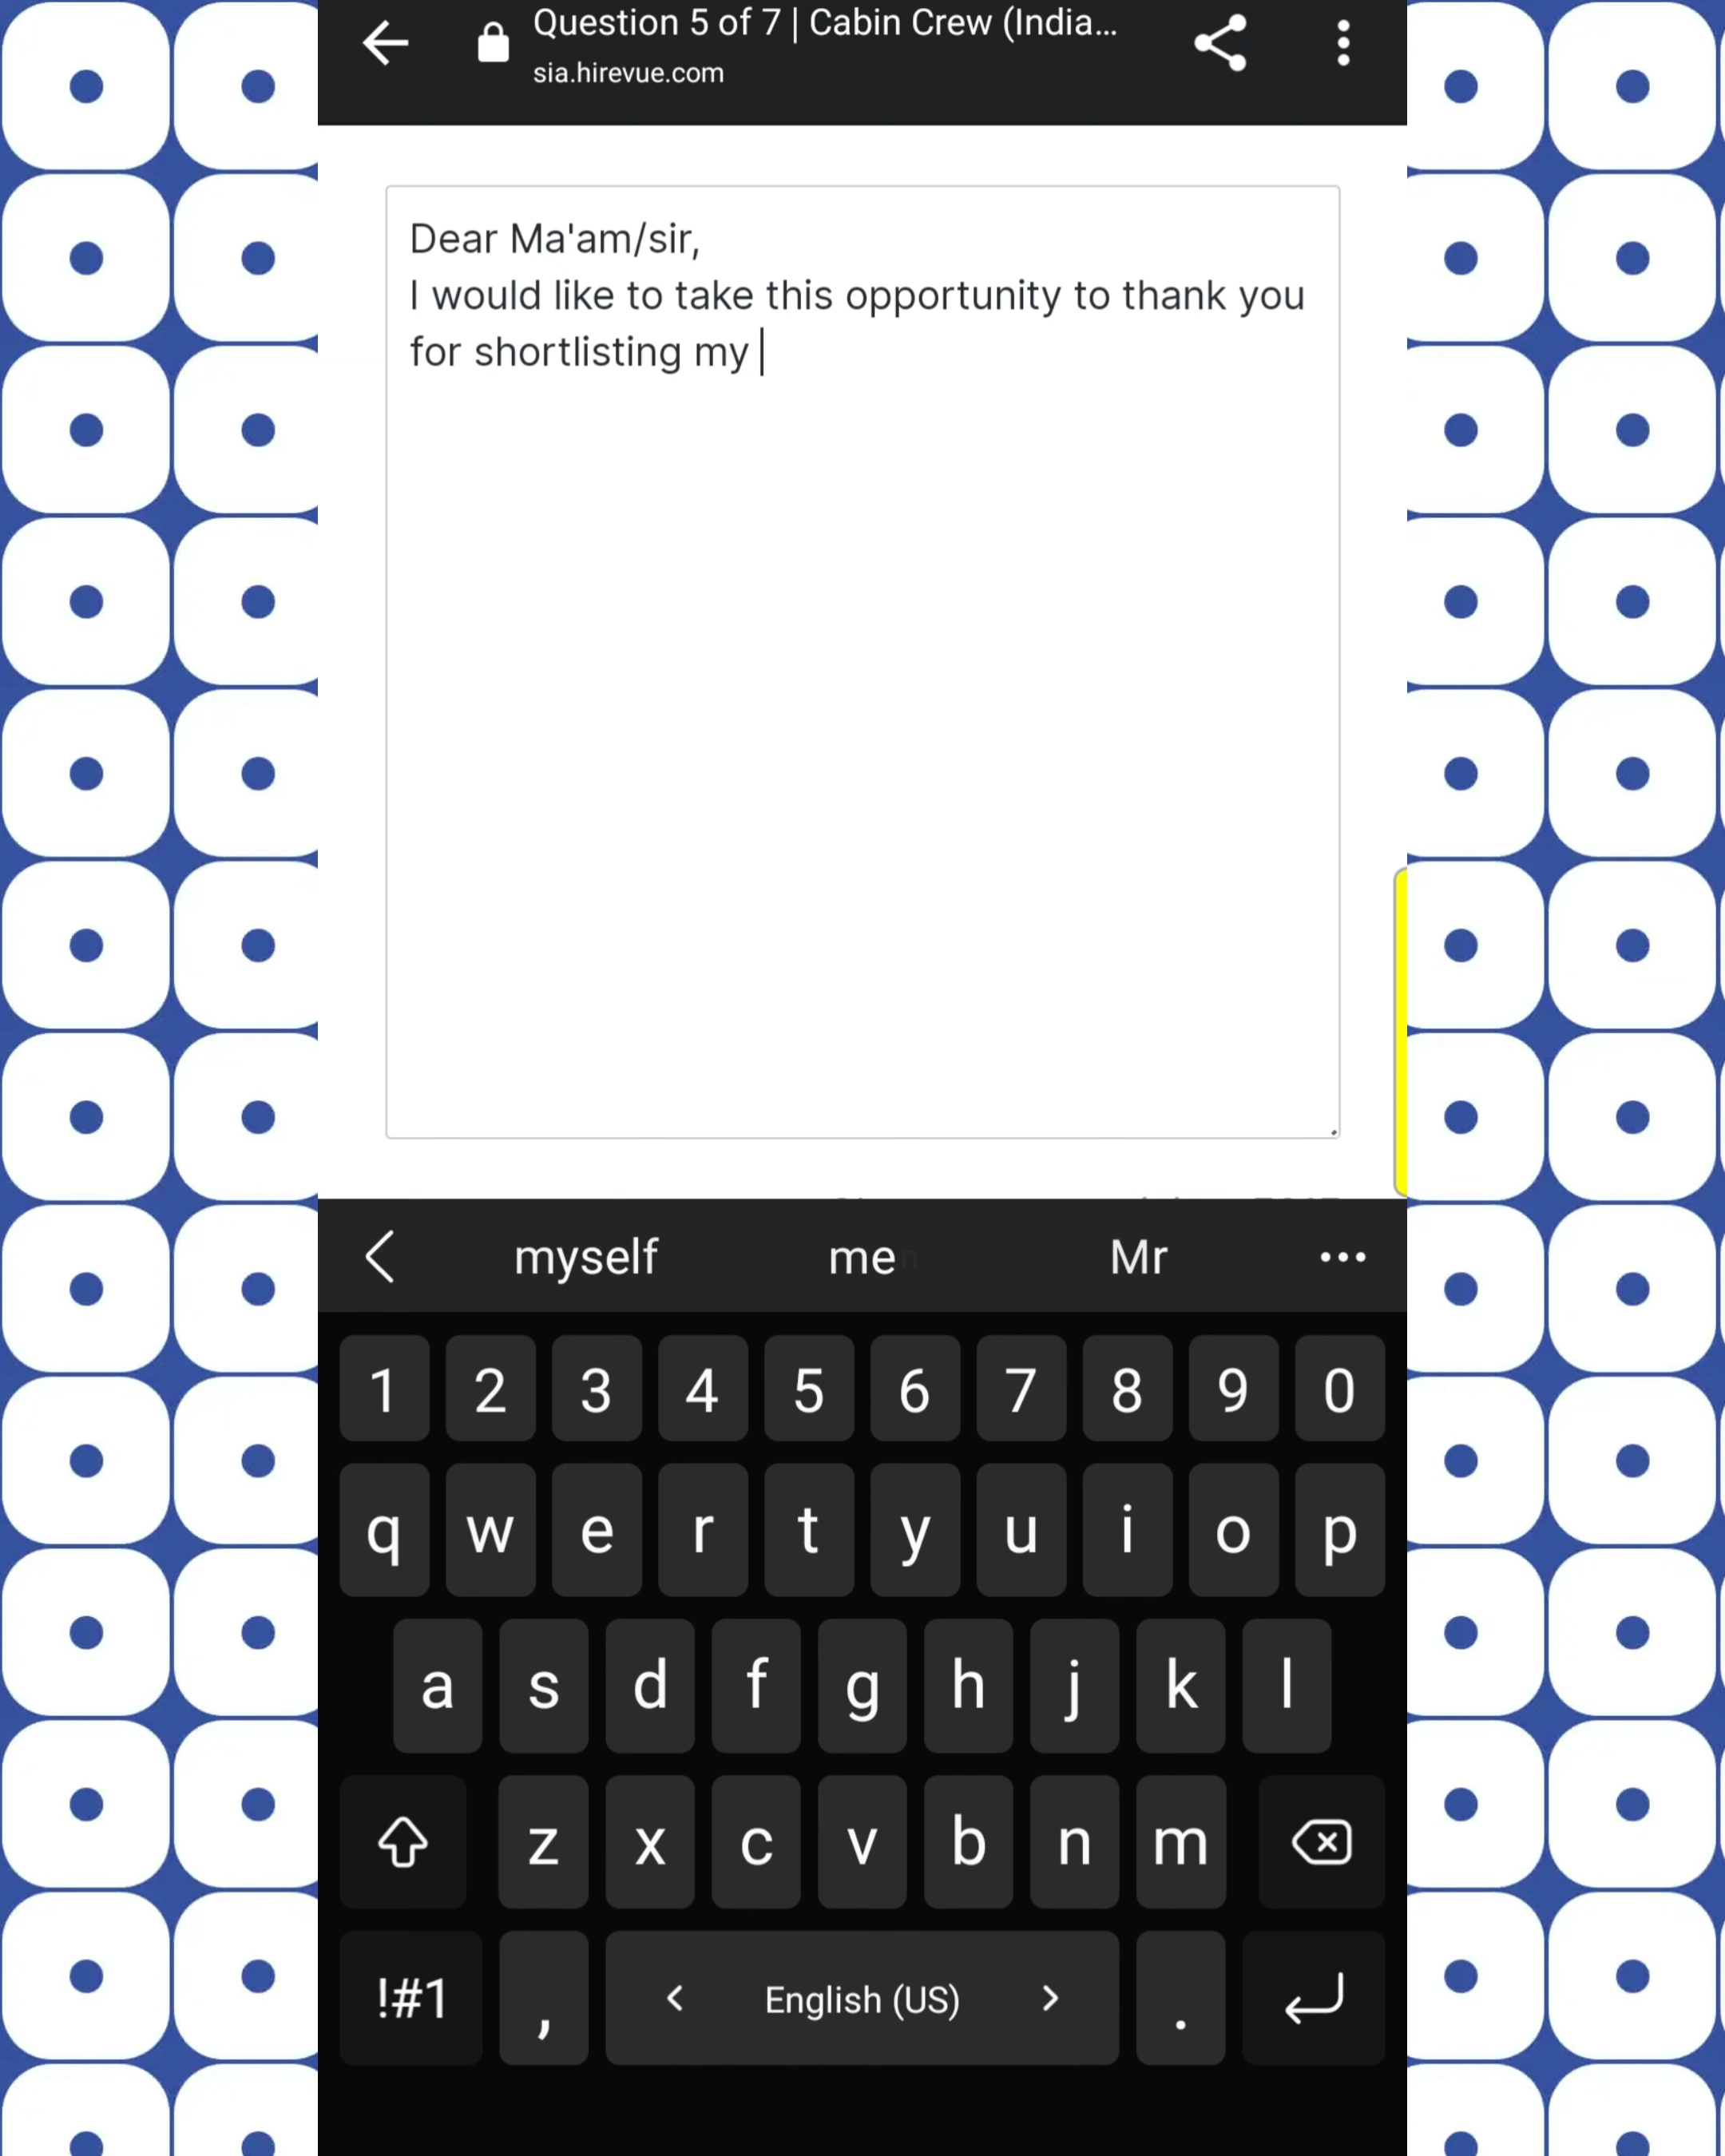 Question 5 of 7 | Cabin Crew (India...
sia.hirevue.com
Dear Ma'am/sir,
I would like to take this opportunity to thank you
for shortlisting my
myself me Mr
1 2 3 4 5 6 7 8 9 0
q w e r t y u i o p
a s d f g h j k l
z x c v b n m
!#1 , < English (US) > .